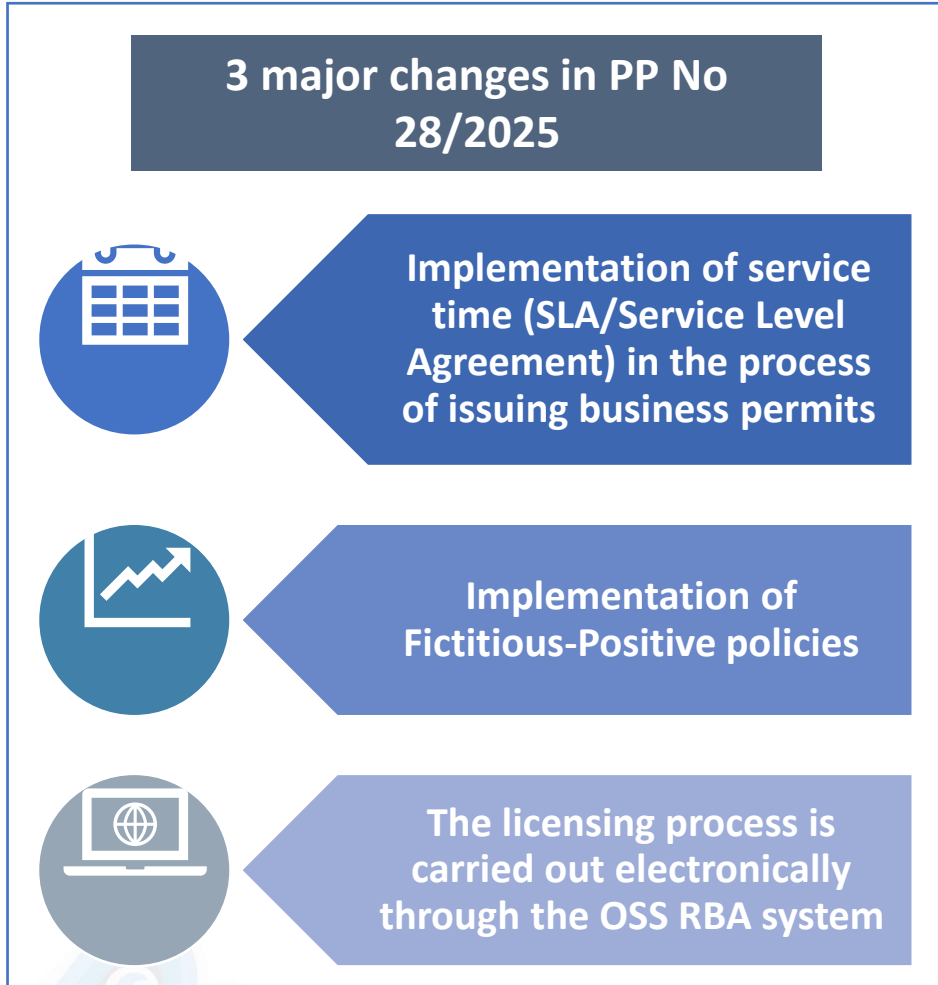 3 major changes in PP No
28/2025
Implementation of service
time (SLA/Service Level
Agreement) in the process
of issuing business permits
Implementation of
Fictitious-Positive policies
The licensing process is
carried out electronically
through the OSS RBA system